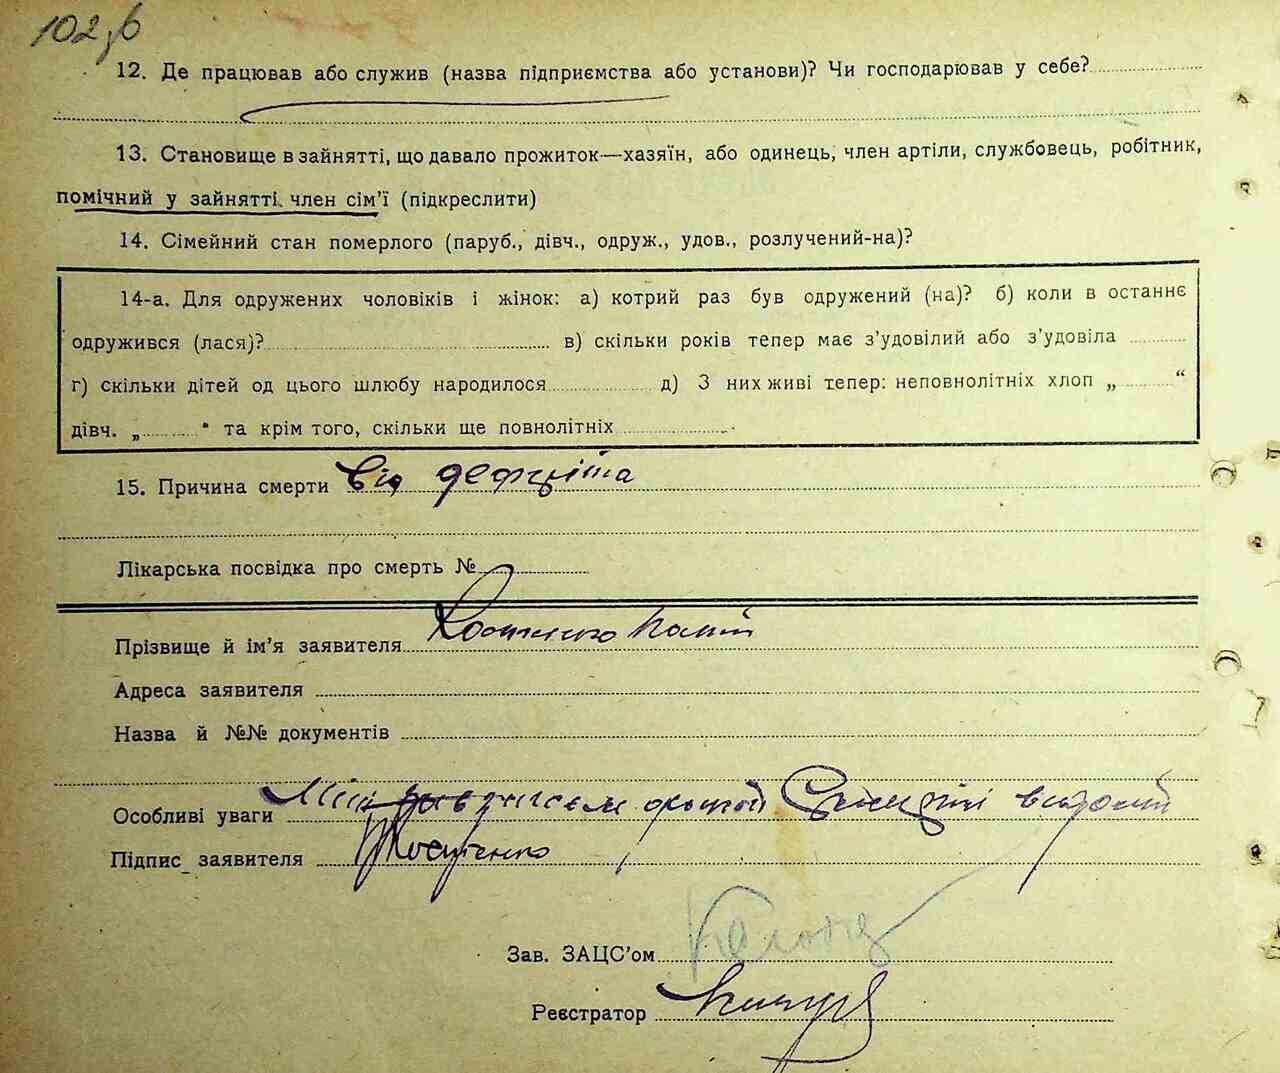 102
12. Де працював або служив (назва підприємства або установи)? Чи господарював у себе?
13. Становище в зайнятті, що давало прожиток—хазяїн, або одинець, член артіли, службовець, робітник,
помічний у зайнятті, член сім'ї (підкреслити)
14. Сімейний стан померлого (паруб., дівч., одруж., удов., розлучений-на)?
14-а. Для одружених чоловіків і жінок: а) котрий раз був одружений (на)? б) коли в останнє
одружився (лася)? в) скільки років тепер має з'удовілий або з'удовіла
г) скільки дітей од цього шлюбу народилося д) З них живі тепер: неповнолітніх хлоп „ “
дівч. „ “ та крім того, скільки ще повнолітніх
15. Причина смерти Від
Лікарська посвідка про смерть №
Прізвище й ім'я заявителя Костенко
Адреса заявителя
Назва й №№ документів
Особливі уваги
Підпис заявителя Костенко
Зав. ЗАЦС'ом
Реєстратор